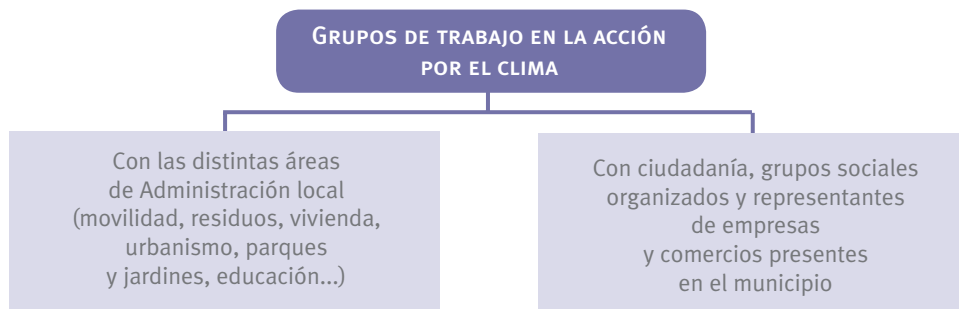 GRUPOS DE TRABAJO EN LA ACCIÓN
POR EL CLIMA
Con las distintas áreas
de Administración local
(movilidad, residuos, vivienda,
urbanismo, parques
y jardines, educación...)
Con ciudadanía, grupos sociales
organizados y representantes
de empresas
y comercios presentes
en el municipio